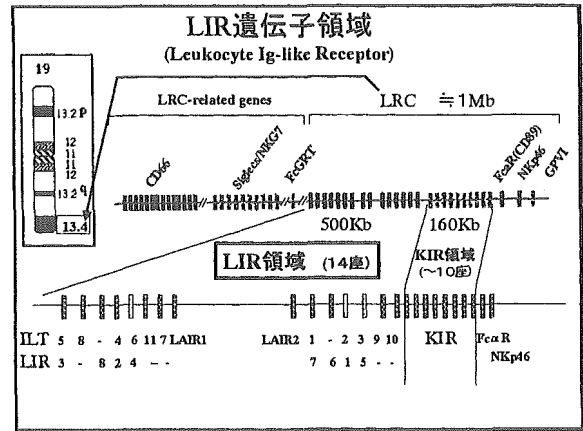 LIR遺伝子領域
(Leukocyte Ig-like Receptor)
19
13.2 p
12
11
11
12
13.2 q
13.4
LRC-related genes
LRC ≒1Mb
CD66
Siglecs/NKG7
FcGRT
FcaR(CD89)
NKp46
GPVI
500Kb
160Kb
LIR領域 (14座)
KIR領域
(~10座)
ILT 5 8 - 4 6 11 7 LAIR1 LAIR2 1 - 2 3 9 10 KIR FcαR
LIR 3 - 8 2 4 - - 7 6 1 5 - - NKp46